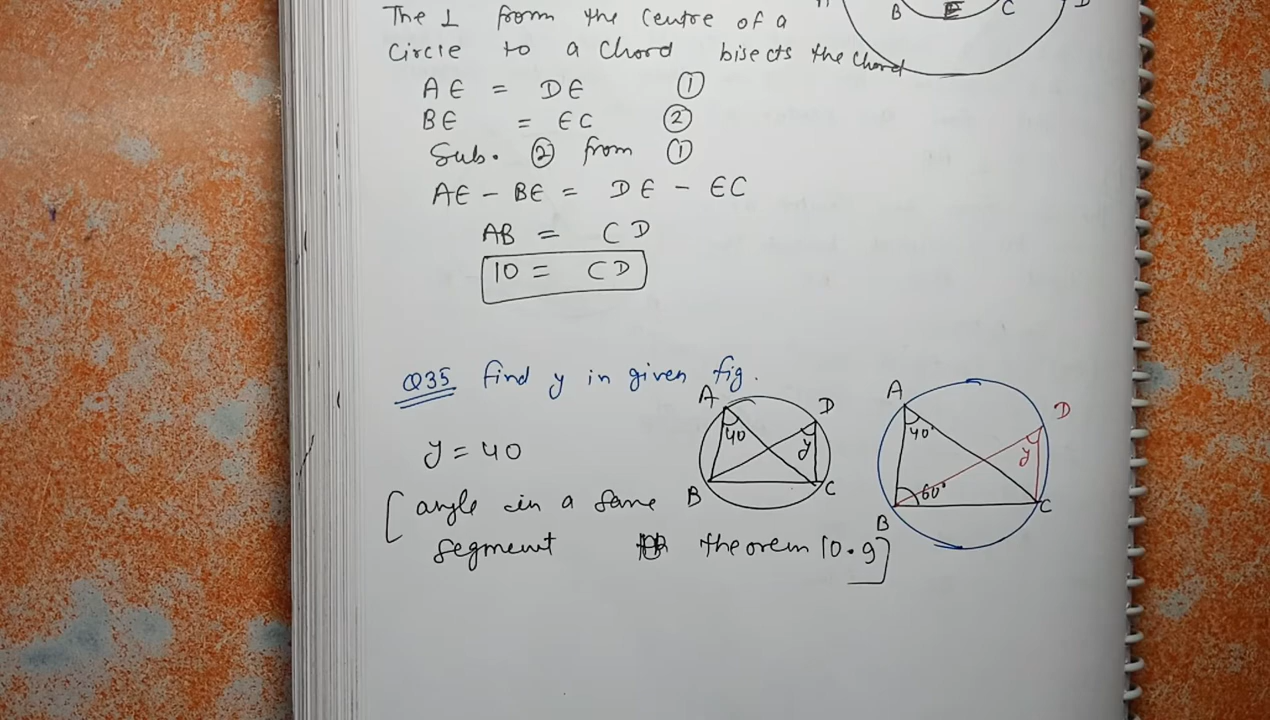 The ⊥ from the Centre of a
Circle to a Chord bisects the Chord
B E C D
AE = DE ①
BE = EC ②
Sub. ② from ①
AE - BE = DE - EC
AB = CD
10 = CD
Q35 find y in given fig.
y = 40
[angle in a same
segment theorem 10.9]
A D
40 y
B C
A D
40° y
60°
B C